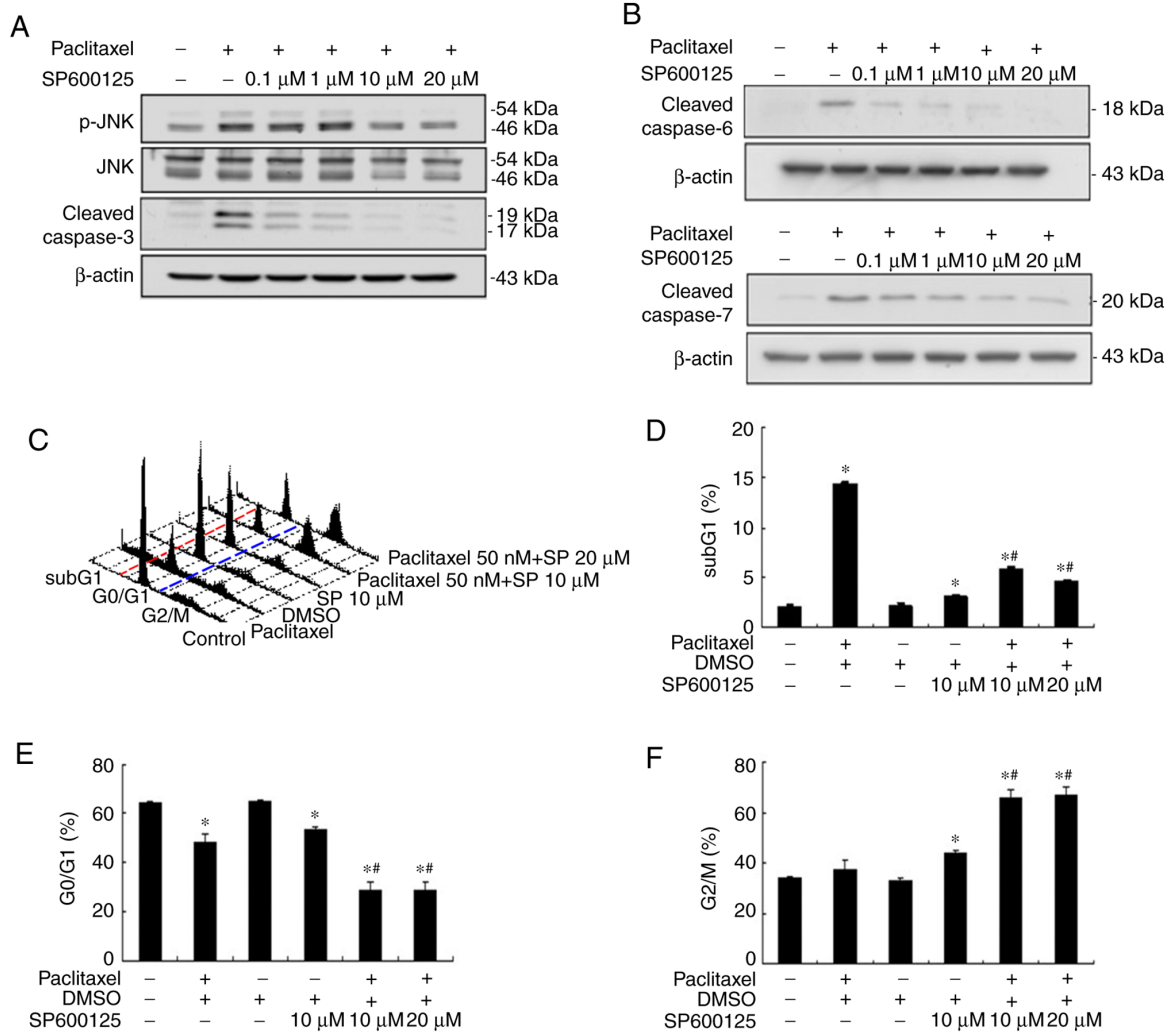 A
Paclitaxel − + + + + +
SP600125 − − 0.1 μM 1 μM 10 μM 20 μM
p-JNK -54 kDa
-46 kDa
JNK -54 kDa
-46 kDa
Cleaved caspase-3 - 19 kDa
- 17 kDa
β-actin -43 kDa
B
Paclitaxel − + + + + +
SP600125 − − 0.1 μM 1 μM 10 μM 20 μM
Cleaved caspase-6 - 18 kDa
β-actin - 43 kDa
Paclitaxel − + + + + +
SP600125 − − 0.1 μM 1 μM 10 μM 20 μM
Cleaved caspase-7 - 20 kDa
β-actin - 43 kDa
C
subG1
G0/G1
G2/M
Control
Paclitaxel
DMSO
SP 10 μM
Paclitaxel 50 nM+SP 10 μM
Paclitaxel 50 nM+SP 20 μM
D
subG1 (%)
20
15
10
5
0
* * *# *#
Paclitaxel − + − − + +
DMSO − + + + + +
SP600125 − − − 10 μM 10 μM 20 μM
E
G0/G1 (%)
80
60
40
20
0
* * *# *#
Paclitaxel − + − − + +
DMSO − + + + + +
SP600125 − − − 10 μM 10 μM 20 μM
F
G2/M (%)
80
60
40
20
0
* *# *#
Paclitaxel − + − − + +
DMSO − + + + + +
SP600125 − − − 10 μM 10 μM 20 μM